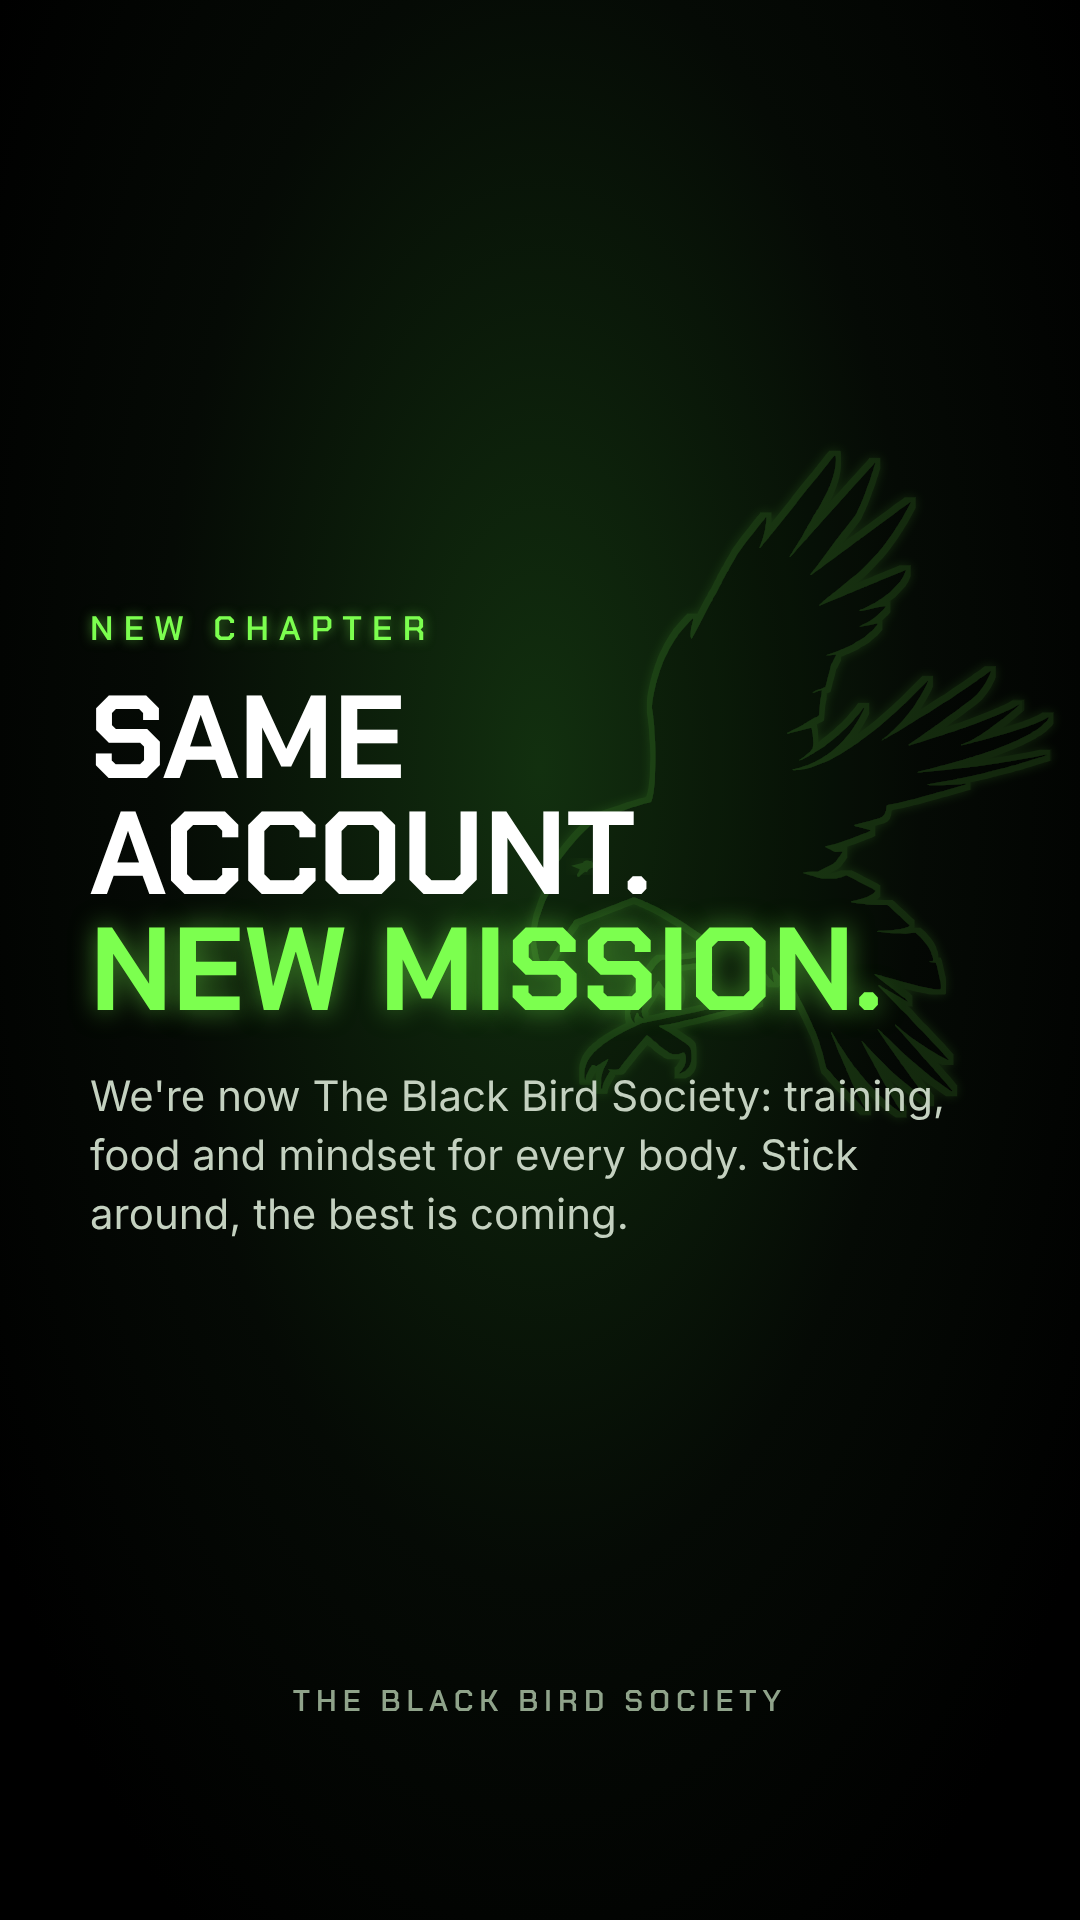 NEW CHAPTER
SAME
ACCOUNT.
NEW MISSION.
We're now The Black Bird Society: training,
food and mindset for every body. Stick
around, the best is coming.
THE BLACK BIRD SOCIETY